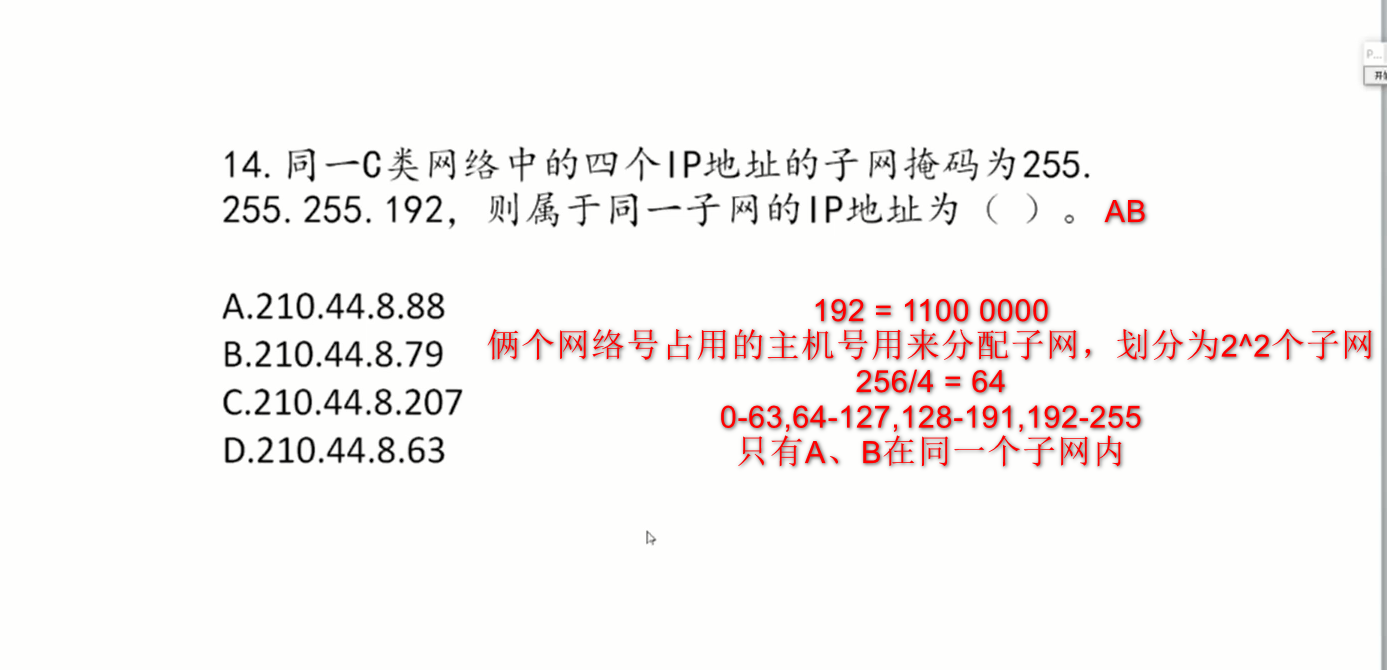 P...
开始
14. 同一C类网络中的四个IP地址的子网掩码为255.
255. 255. 192，则属于同一子网的IP地址为（ ）。 AB
A.210.44.8.88
192 = 1100 0000
B.210.44.8.79
俩个网络号占用的主机号用来分配子网，划分为2^2个子网
256/4 = 64
C.210.44.8.207
0-63,64-127,128-191,192-255
D.210.44.8.63
只有A、B在同一个子网内